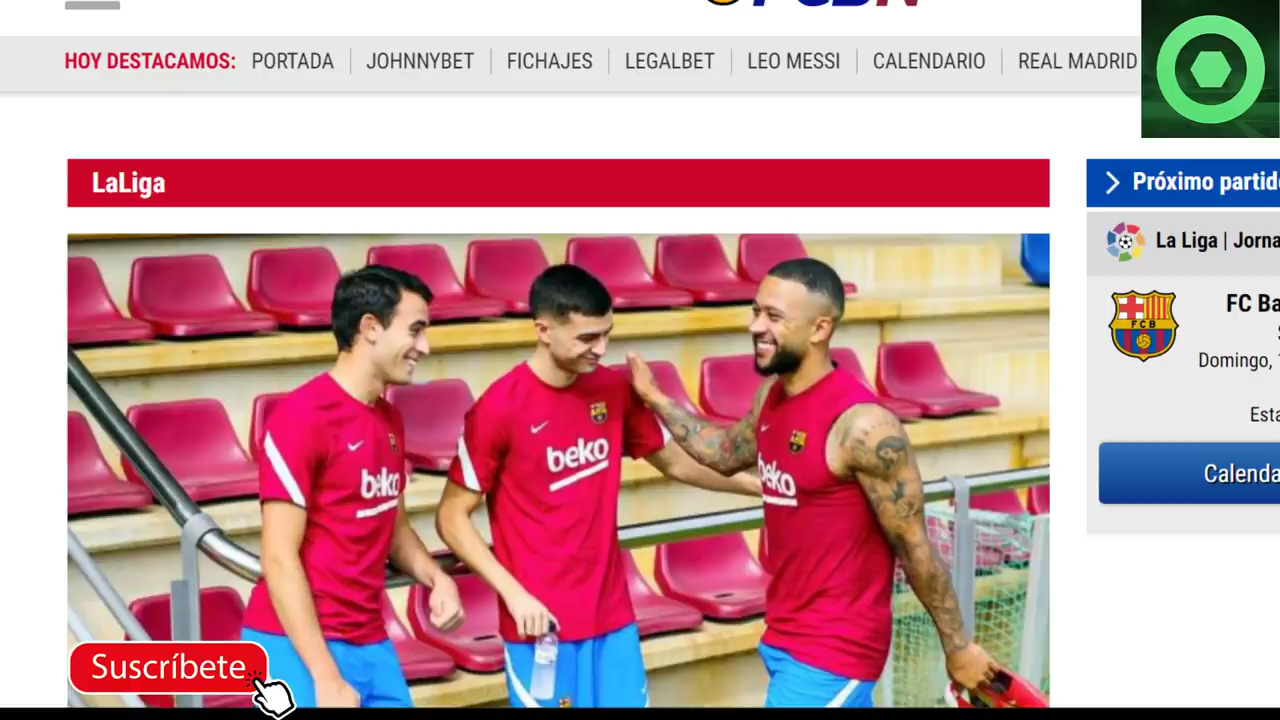 HOY DESTACAMOS: PORTADA JOHNNYBET FICHAJES LEGALBET LEO MESSI CALENDARIO REAL MADRID
LaLiga
Próximo partid
La Liga | Jorna
FCB
FC Ba
Domingo,
Esta
Calenda
beko
beko
beko
Suscríbete